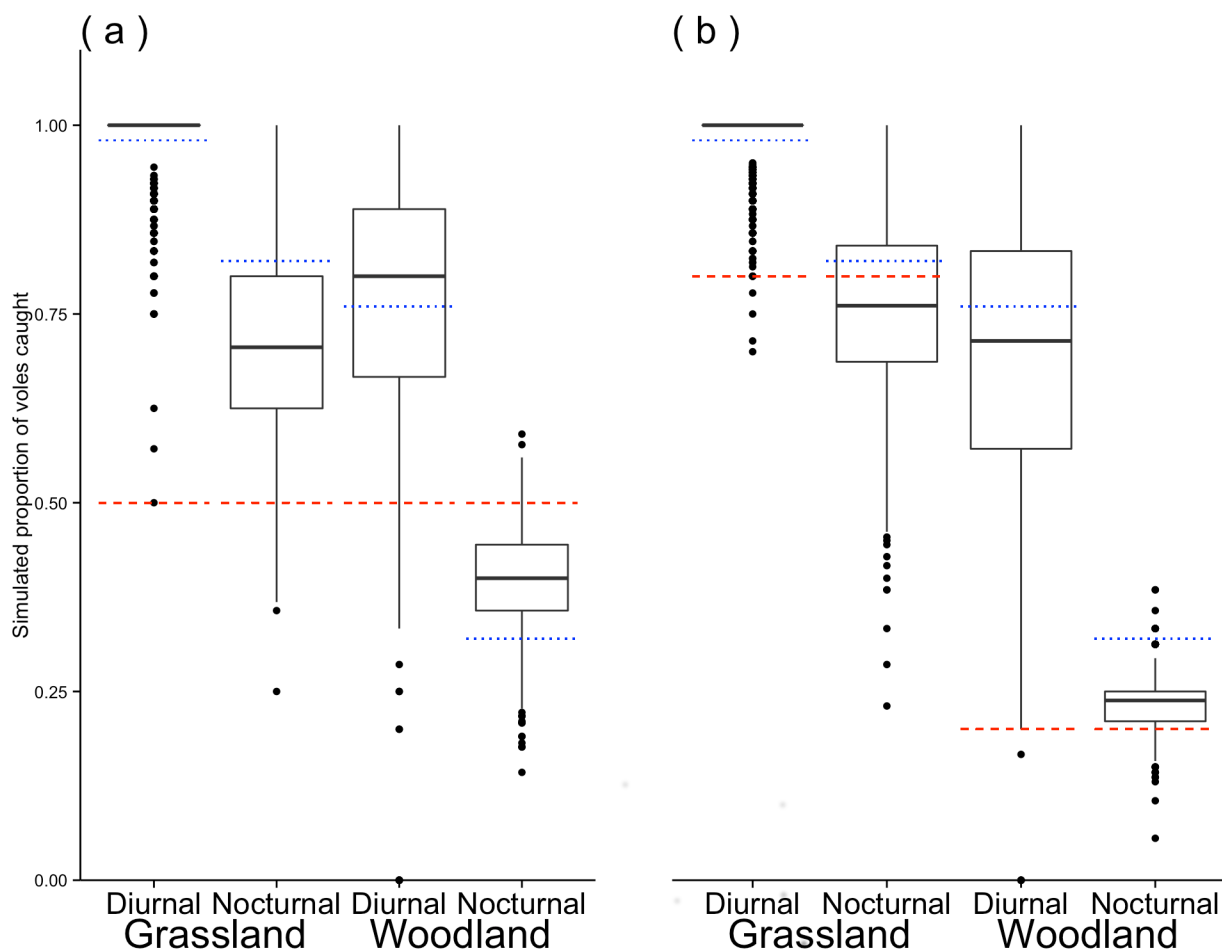 ( a )
( b )
Simulated proportion of voles caught
1.00
0.75
0.50
0.25
0.00
Diurnal Nocturnal Diurnal Nocturnal
Grassland Woodland
Diurnal Nocturnal Diurnal Nocturnal
Grassland Woodland